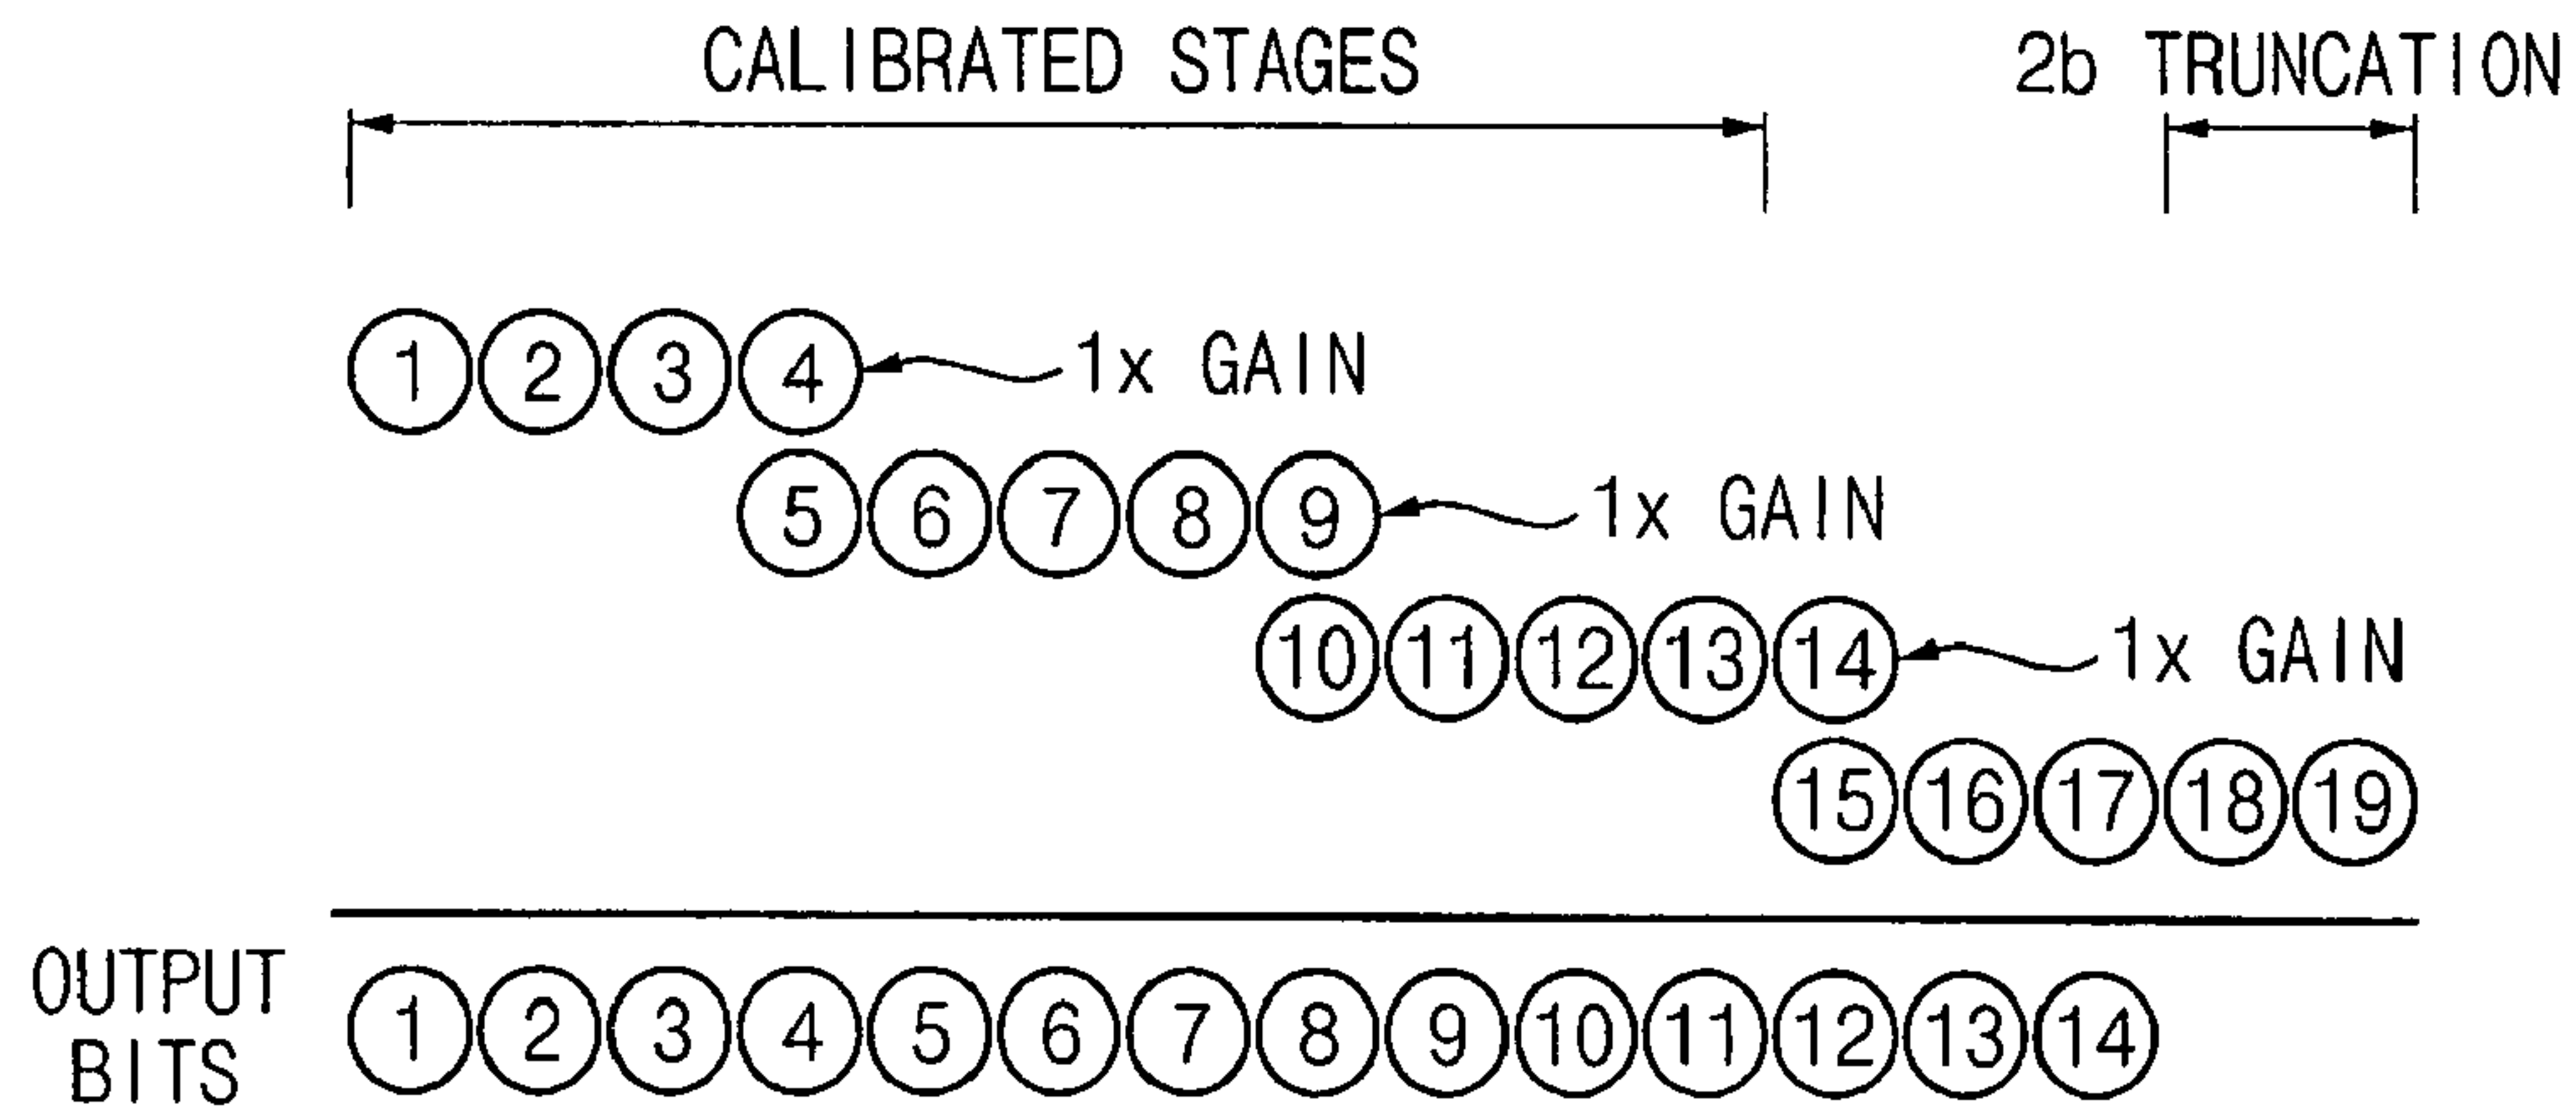 CALIBRATED STAGES 2b TRUNCATION
1 2 3 4 1x GAIN
5 6 7 8 9 1x GAIN
10 11 12 13 14 1x GAIN
15 16 17 18 19
OUTPUT BITS
1 2 3 4 5 6 7 8 9 10 11 12 13 14